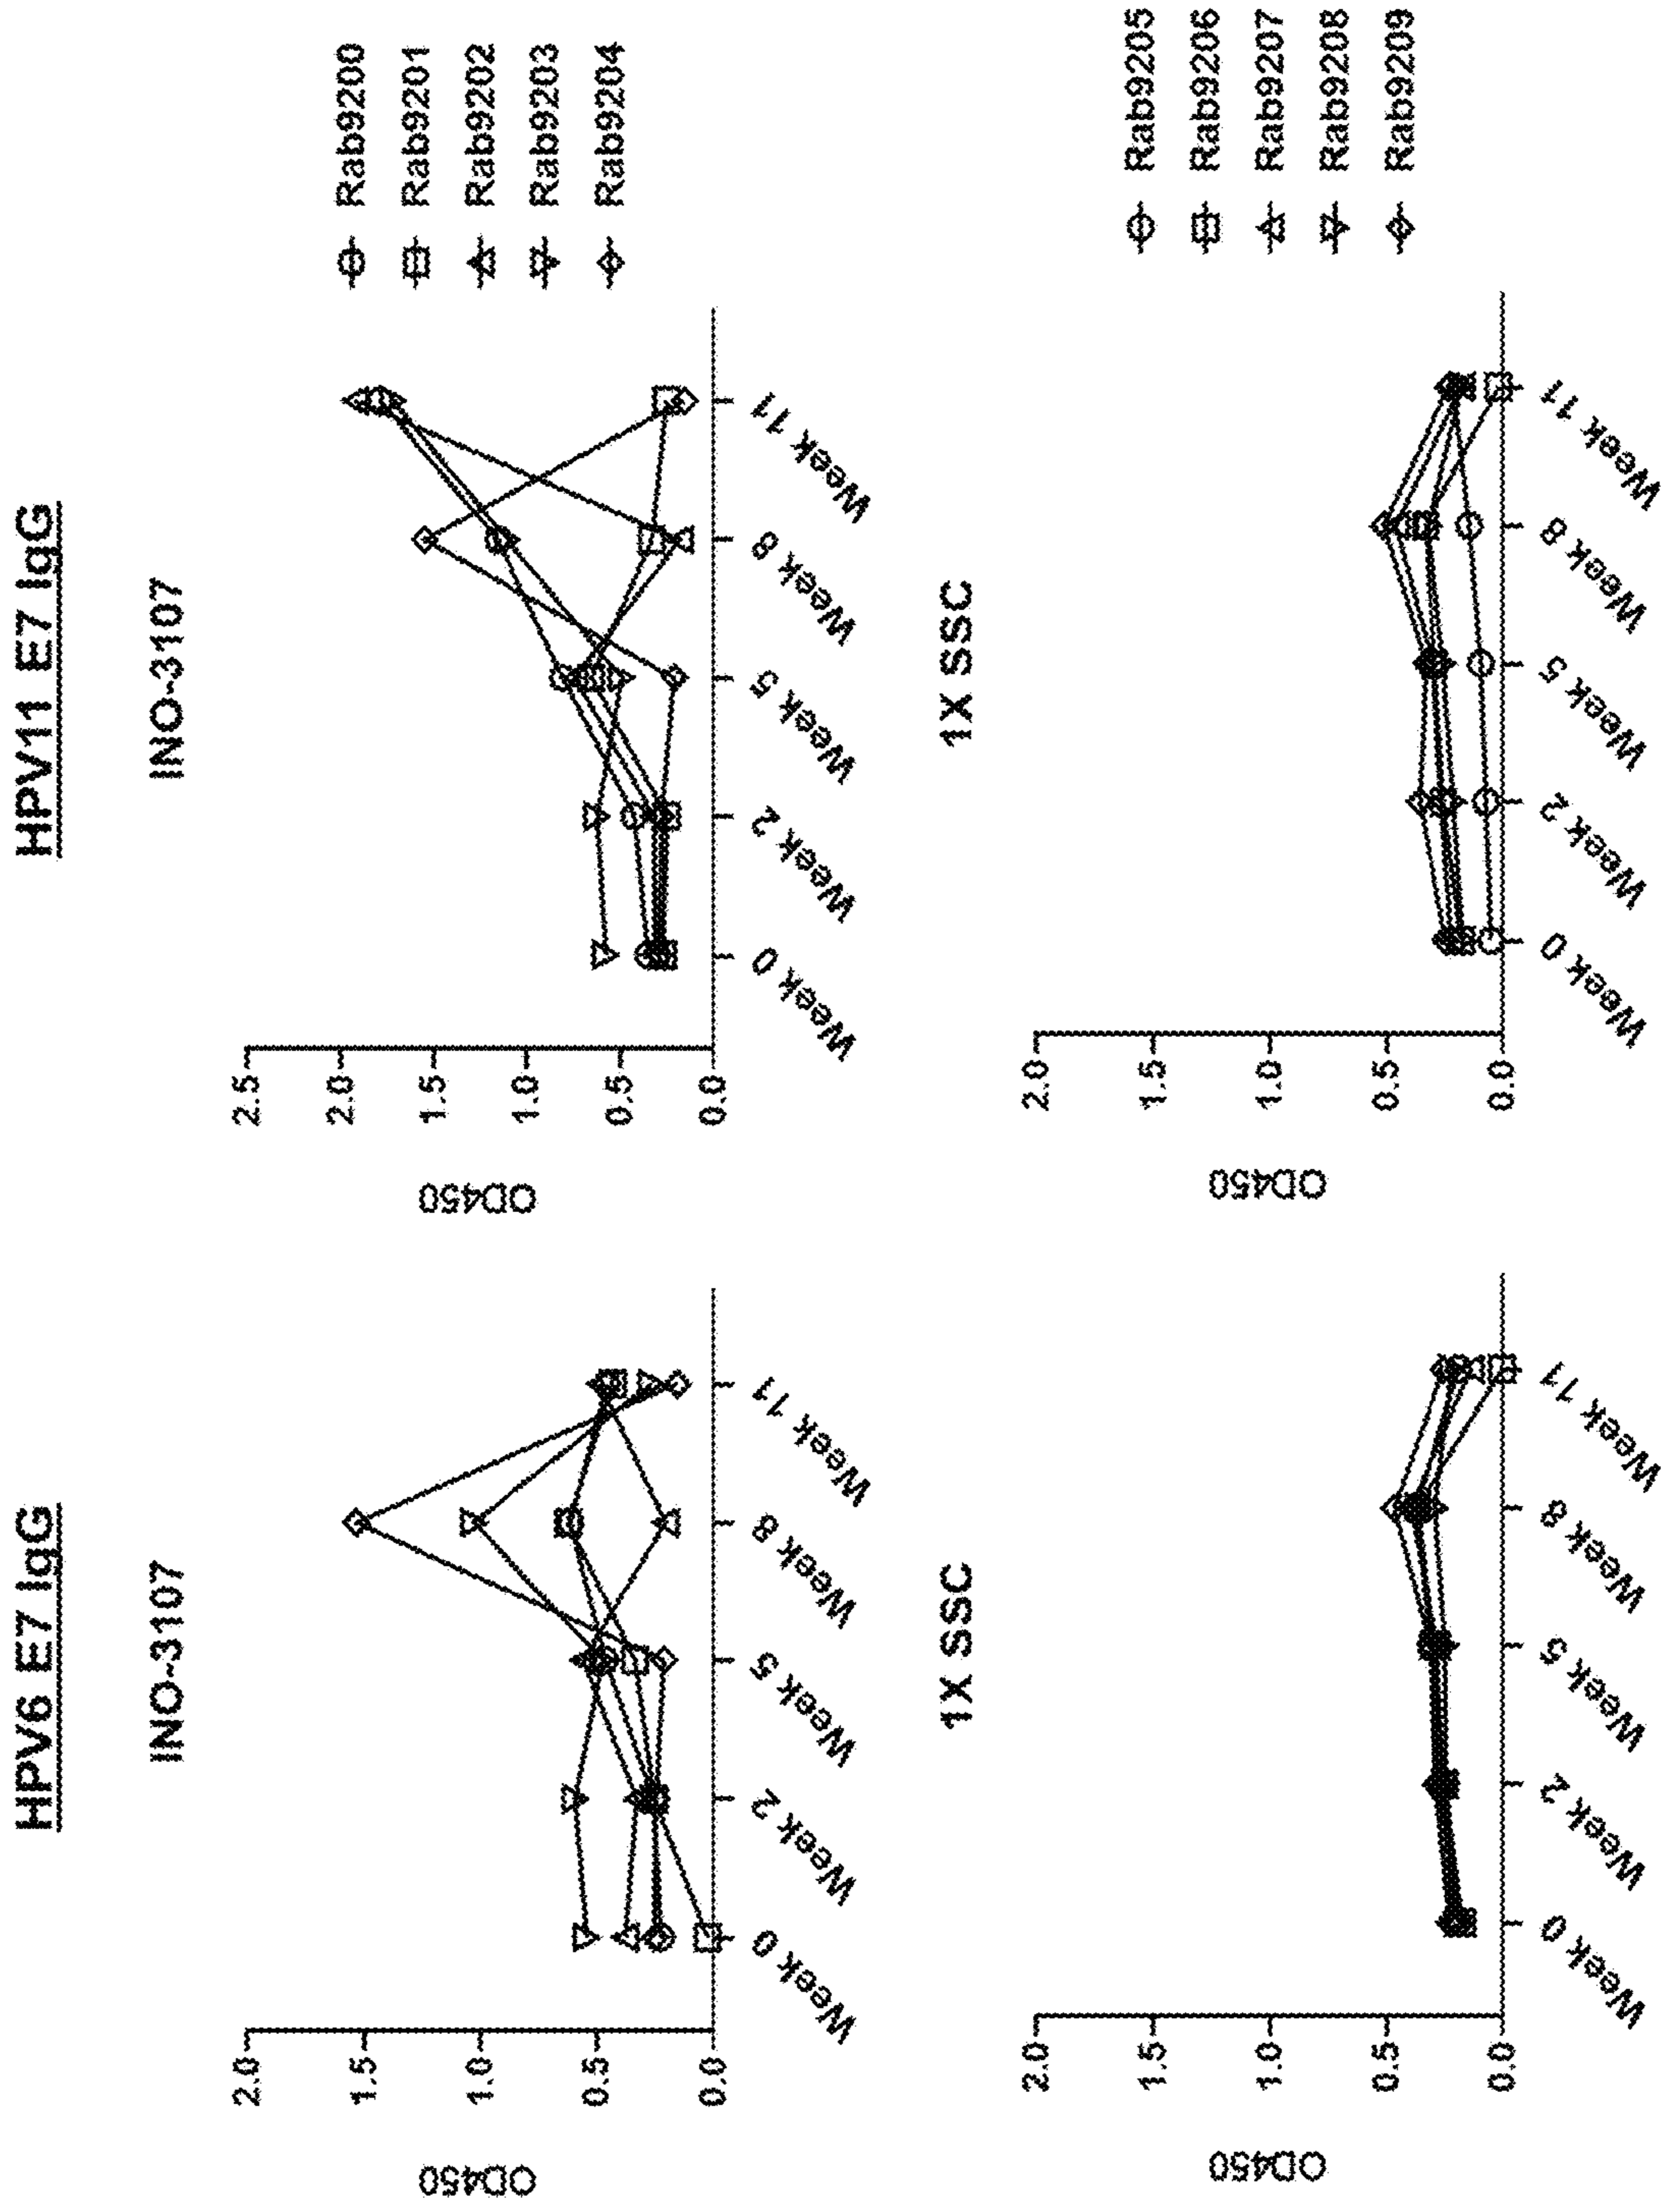 HPV6 E7 IgG
INO-3107
OD450
2.0
1.5
1.0
0.5
0.0
Week 0
Week 2
Week 5
Week 8
Week 11
1X SSC
OD450
2.0
1.5
1.0
0.5
0.0
Week 0
Week 2
Week 5
Week 8
Week 11
HPV11 E7 IgG
INO-3107
OD450
2.5
2.0
1.5
1.0
0.5
0.0
Week 0
Week 2
Week 5
Week 8
Week 11
Rab9200
Rab9201
Rab9202
Rab9203
Rab9204
1X SSC
OD450
2.0
1.5
1.0
0.5
0.0
Week 0
Week 2
Week 5
Week 8
Week 11
Rab9205
Rab9206
Rab9207
Rab9208
Rab9209